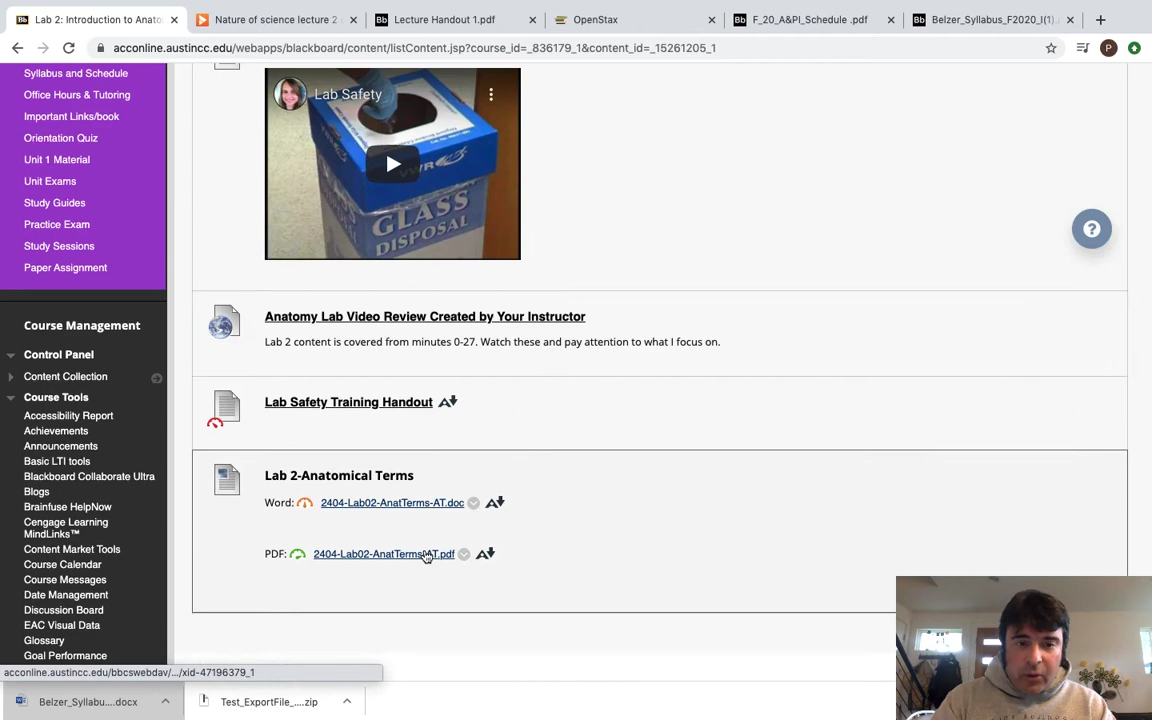 Bb Lab 2: Introduction to Anato
Nature of science lecture 2
Bb Lecture Handout 1.pdf
OpenStax
Bb F_20_A&PI_Schedule .pdf
Bb Belzer_Syllabus_F2020_I(1).
acconline.austincc.edu/webapps/blackboard/content/listContent.jsp?course_id=_836179_1&content_id=_15261205_1
P
Syllabus and Schedule
Office Hours & Tutoring
Important Links/book
Orientation Quiz
Unit 1 Material
Unit Exams
Study Guides
Practice Exam
Study Sessions
Paper Assignment
Course Management
Control Panel
Content Collection
Course Tools
Accessibility Report
Achievements
Announcements
Basic LTI tools
Blackboard Collaborate Ultra
Blogs
Brainfuse HelpNow
Cengage Learning
MindLinks™
Content Market Tools
Course Calendar
Course Messages
Date Management
Discussion Board
EAC Visual Data
Glossary
Goal Performance
Lab Safety
VWR
GLASS
DISPOSAL
?
Anatomy Lab Video Review Created by Your Instructor
Lab 2 content is covered from minutes 0-27. Watch these and pay attention to what I focus on.
Lab Safety Training Handout
Lab 2-Anatomical Terms
Word: 2404-Lab02-AnatTerms-AT.doc
PDF: 2404-Lab02-AnatTerms-AT.pdf
acconline.austincc.edu/bbcswebdav/.../xid-47196379_1
Belzer_Syllabu....docx
Test_ExportFile_....zip